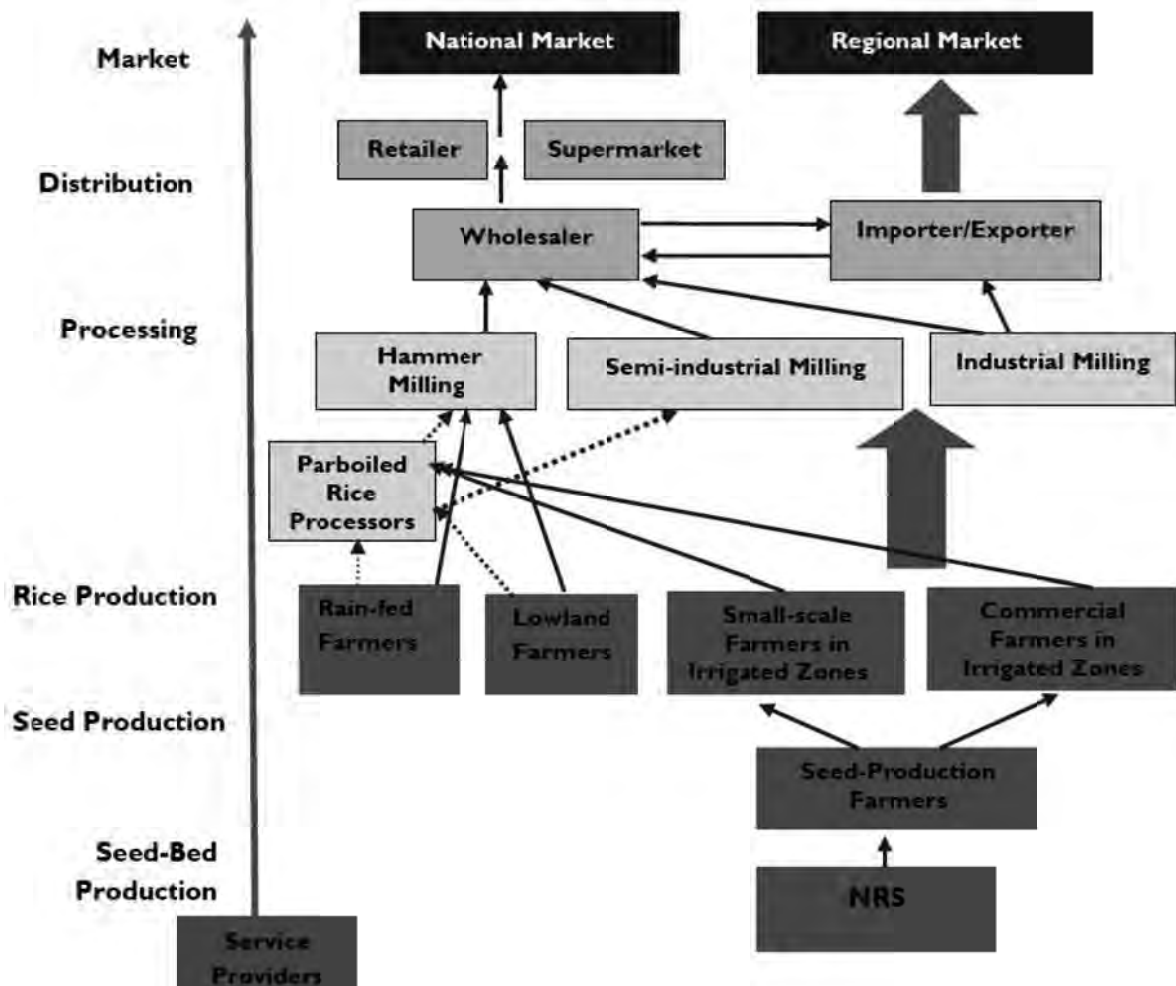 Market
National Market
Regional Market
Retailer
Supermarket
Distribution
Wholesaler
Importer/Exporter
Processing
Hammer
Milling
Semi-industrial Milling
Industrial Milling
Parboiled
Rice
Processors
Rice Production
Rain-fed
Farmers
Lowland
Farmers
Small-scale
Farmers in
Irrigated Zones
Commercial
Farmers in
Irrigated Zones
Seed Production
Seed-Production
Farmers
Seed-Bed
Production
NRS
Service
Providers